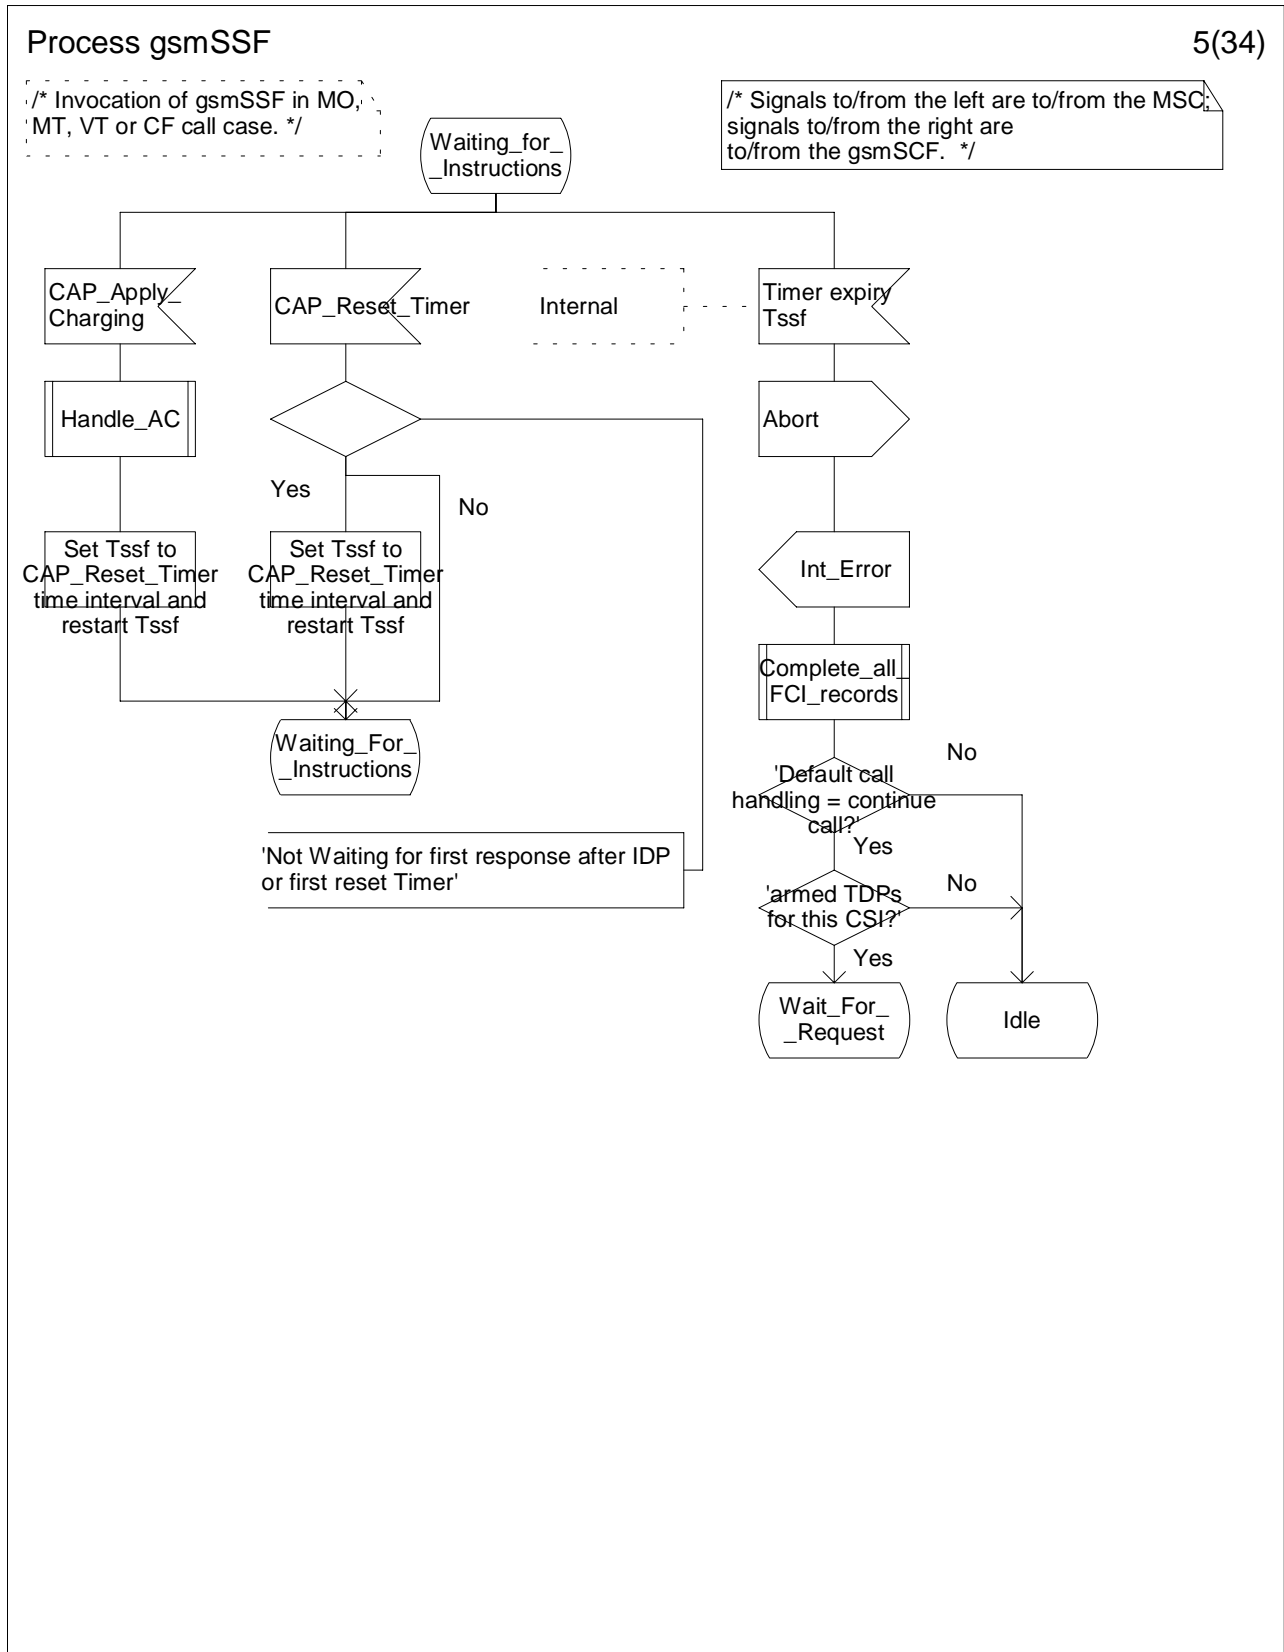 Process gsmSSF
5(34)
/* Invocation of gsmSSF in MO,
MT, VT or CF call case. */
/* Signals to/from the left are to/from the MSC;
signals to/from the right are
to/from the gsmSCF.  */
Waiting_for_
_Instructions
CAP_Apply_
Charging
CAP_Reset_Timer
Internal
Timer expiry
Tssf
Handle_AC
Abort
Yes
No
Set Tssf to
CAP_Reset_Timer
time interval and
restart Tssf
Set Tssf to
CAP_Reset_Timer
time interval and
restart Tssf
Int_Error
Complete_all_
FCI_records
Waiting_For_
_Instructions
No
'Default call
handling = continue
call?'
Yes
'Not Waiting for first response after IDP
or first reset Timer'
'armed TDPs
for this CSI?'
No
Yes
Wait_For_
_Request
Idle